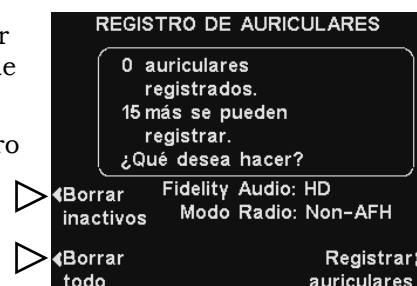 REGISTRO DE AURICULARES
0 auriculares
registrados.
15 más se pueden
registrar.
¿Qué desea hacer?
Fidelity Audio: HD
Modo Radio: Non-AFH
Borrar
inactivos
Borrar
todo
Registrar
auriculares